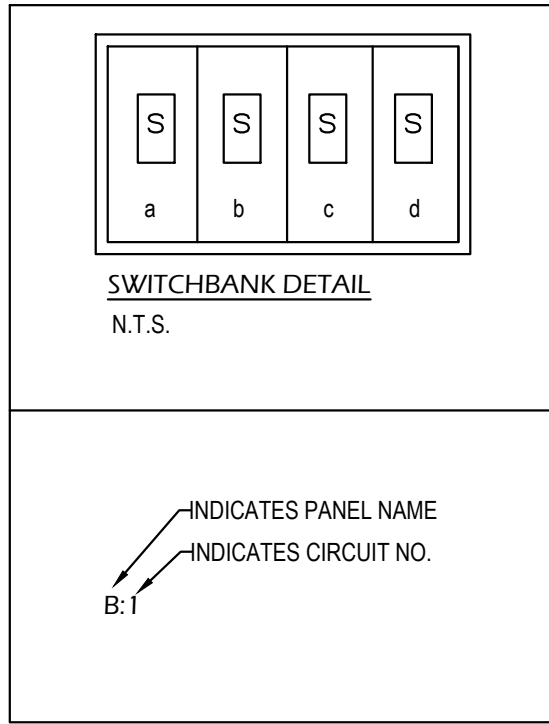 S S S S
a b c d
SWITCHBANK DETAIL
N.T.S.
INDICATES PANEL NAME
INDICATES CIRCUIT NO.
B:1